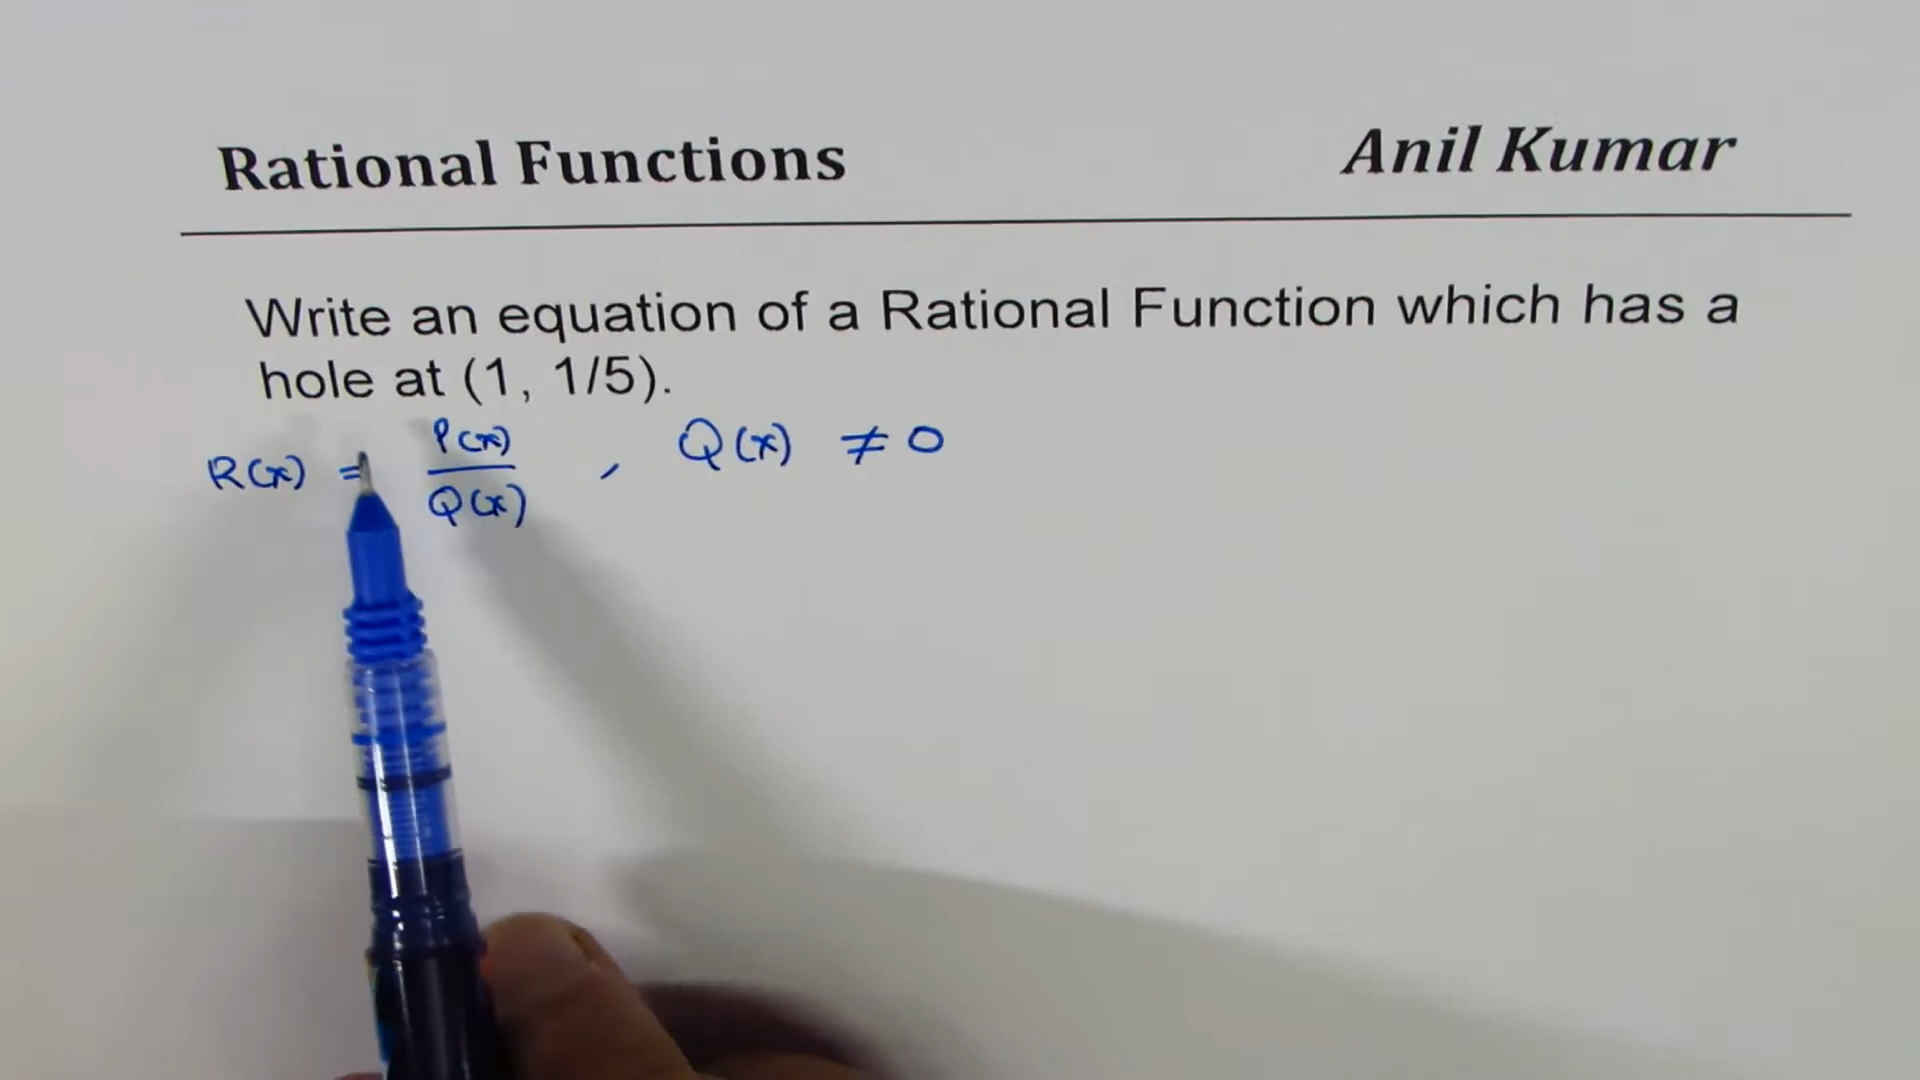 Rational Functions Anil Kumar
Write an equation of a Rational Function which has a
hole at (1, 1/5).
R(x) = P(x)/Q(x) , Q(x) ≠ 0